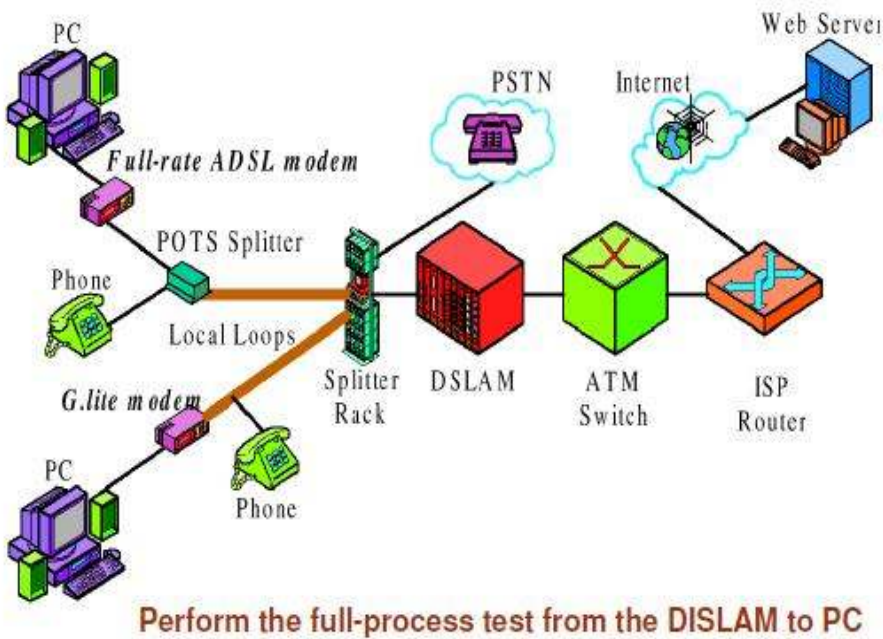 PC
Web Server
PSTN
Internet
Full-rate ADSL modem
POTS Splitter
Phone
Local Loops
Splitter
Rack
DSLAM
ATM
Switch
ISP
Router
G.lite modem
PC
Phone
Perform the full-process test from the DISLAM to PC